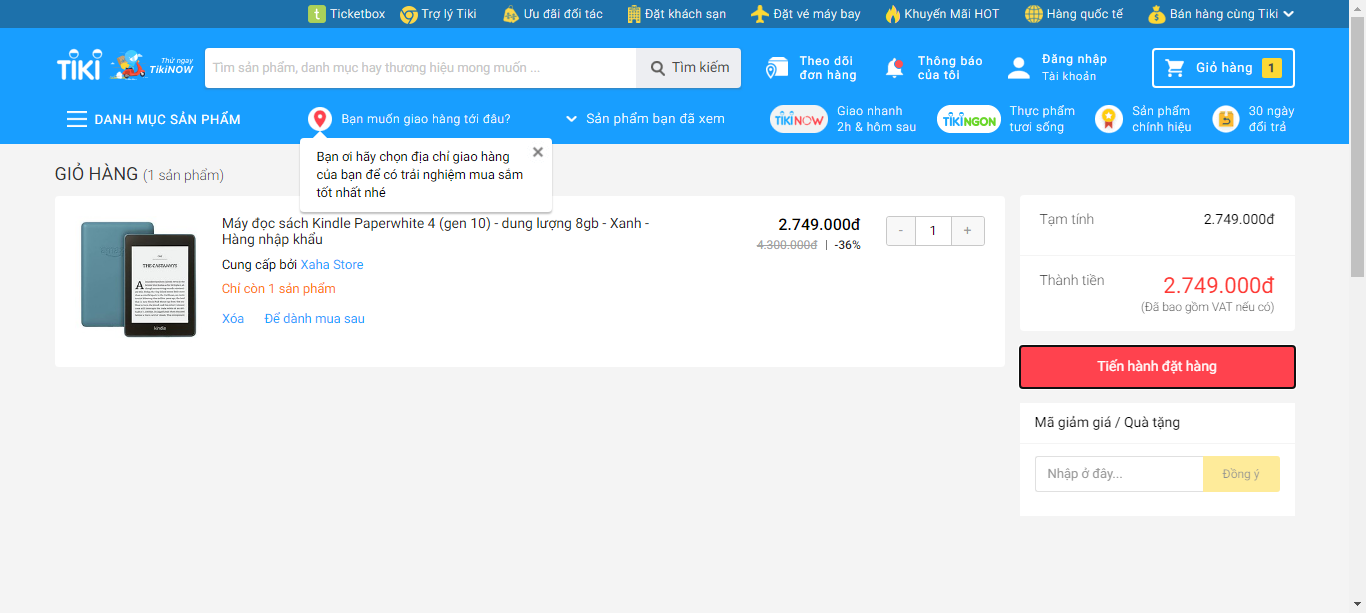 Ticketbox
Trợ lý Tiki
Ưu đãi đối tác
Đặt khách sạn
Đặt vé máy bay
Khuyến Mãi HOT
Hàng quốc tế
Bán hàng cùng Tiki
TIKI
Thử ngay
TikiNOW
Tìm sản phẩm, danh mục hay thương hiệu mong muốn ...
Tìm kiếm
Theo dõi
đơn hàng
Thông báo
của tôi
Đăng nhập
Tài khoản
Giỏ hàng 1
DANH MỤC SẢN PHẨM
Bạn muốn giao hàng tới đâu?
Sản phẩm bạn đã xem
TIKINOW
Giao nhanh
2h & hôm sau
TIKINGON
Thực phẩm
tươi sống
Sản phẩm
chính hiệu
30 ngày
đổi trả
Bạn ơi hãy chọn địa chỉ giao hàng
của bạn để có trải nghiệm mua sắm
tốt nhất nhé
GIỎ HÀNG (1 sản phẩm)
THE CASTAWAYS
kindle
Máy đọc sách Kindle Paperwhite 4 (gen 10) - dung lượng 8gb - Xanh -
Hàng nhập khẩu
Cung cấp bởi Xaha Store
Chỉ còn 1 sản phẩm
Xóa Để dành mua sau
2.749.000đ
4.300.000đ | -36%
- 1 +
Tạm tính 2.749.000đ
Thành tiền 2.749.000đ
(Đã bao gồm VAT nếu có)
Tiến hành đặt hàng
Mã giảm giá / Quà tặng
Nhập ở đây...
Đồng ý